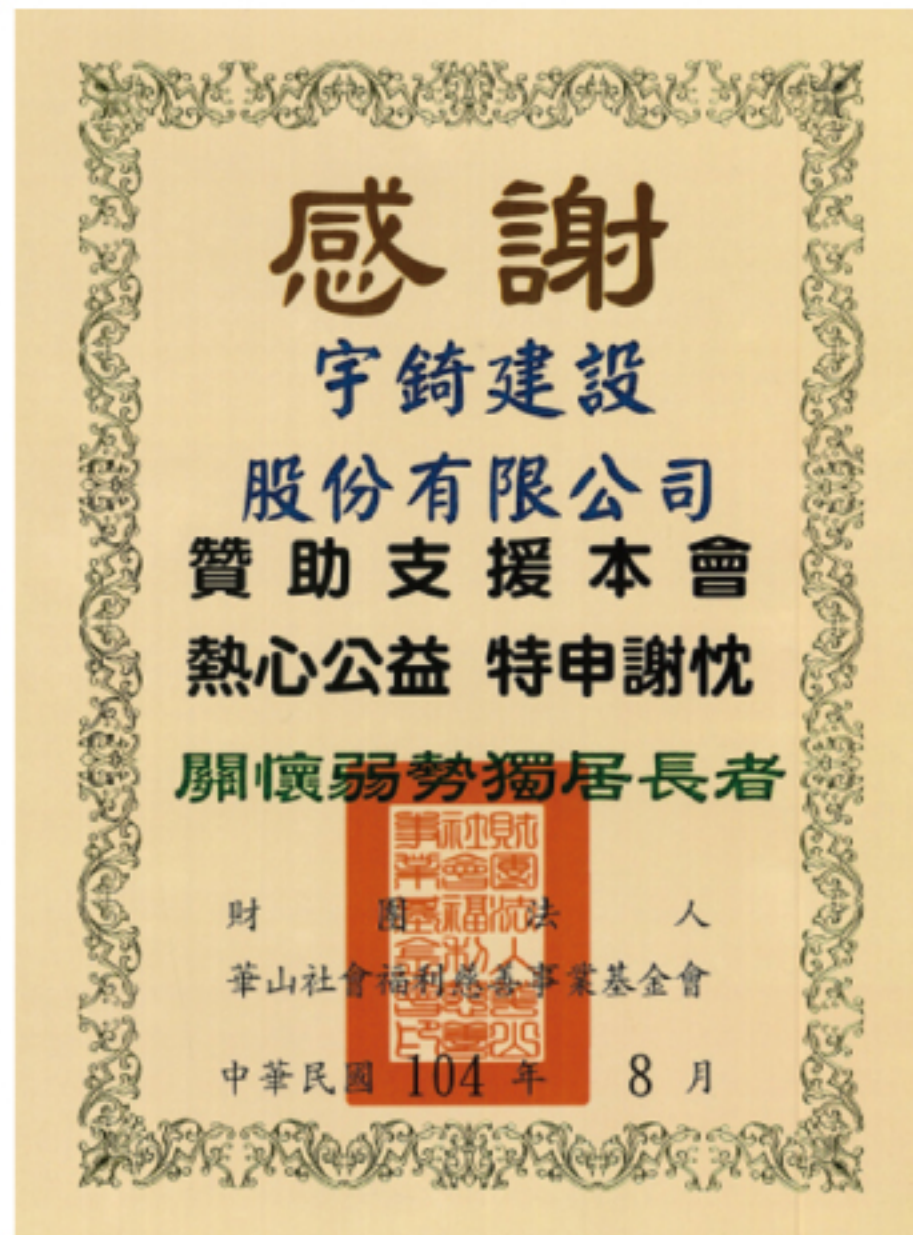 感謝
宇錡建設
股份有限公司
贊助支援本會
熱心公益 特申謝忱
關懷弱勢獨居長者
財團法人
華山社會福利慈善事業基金會
中華民國 104 年 8 月